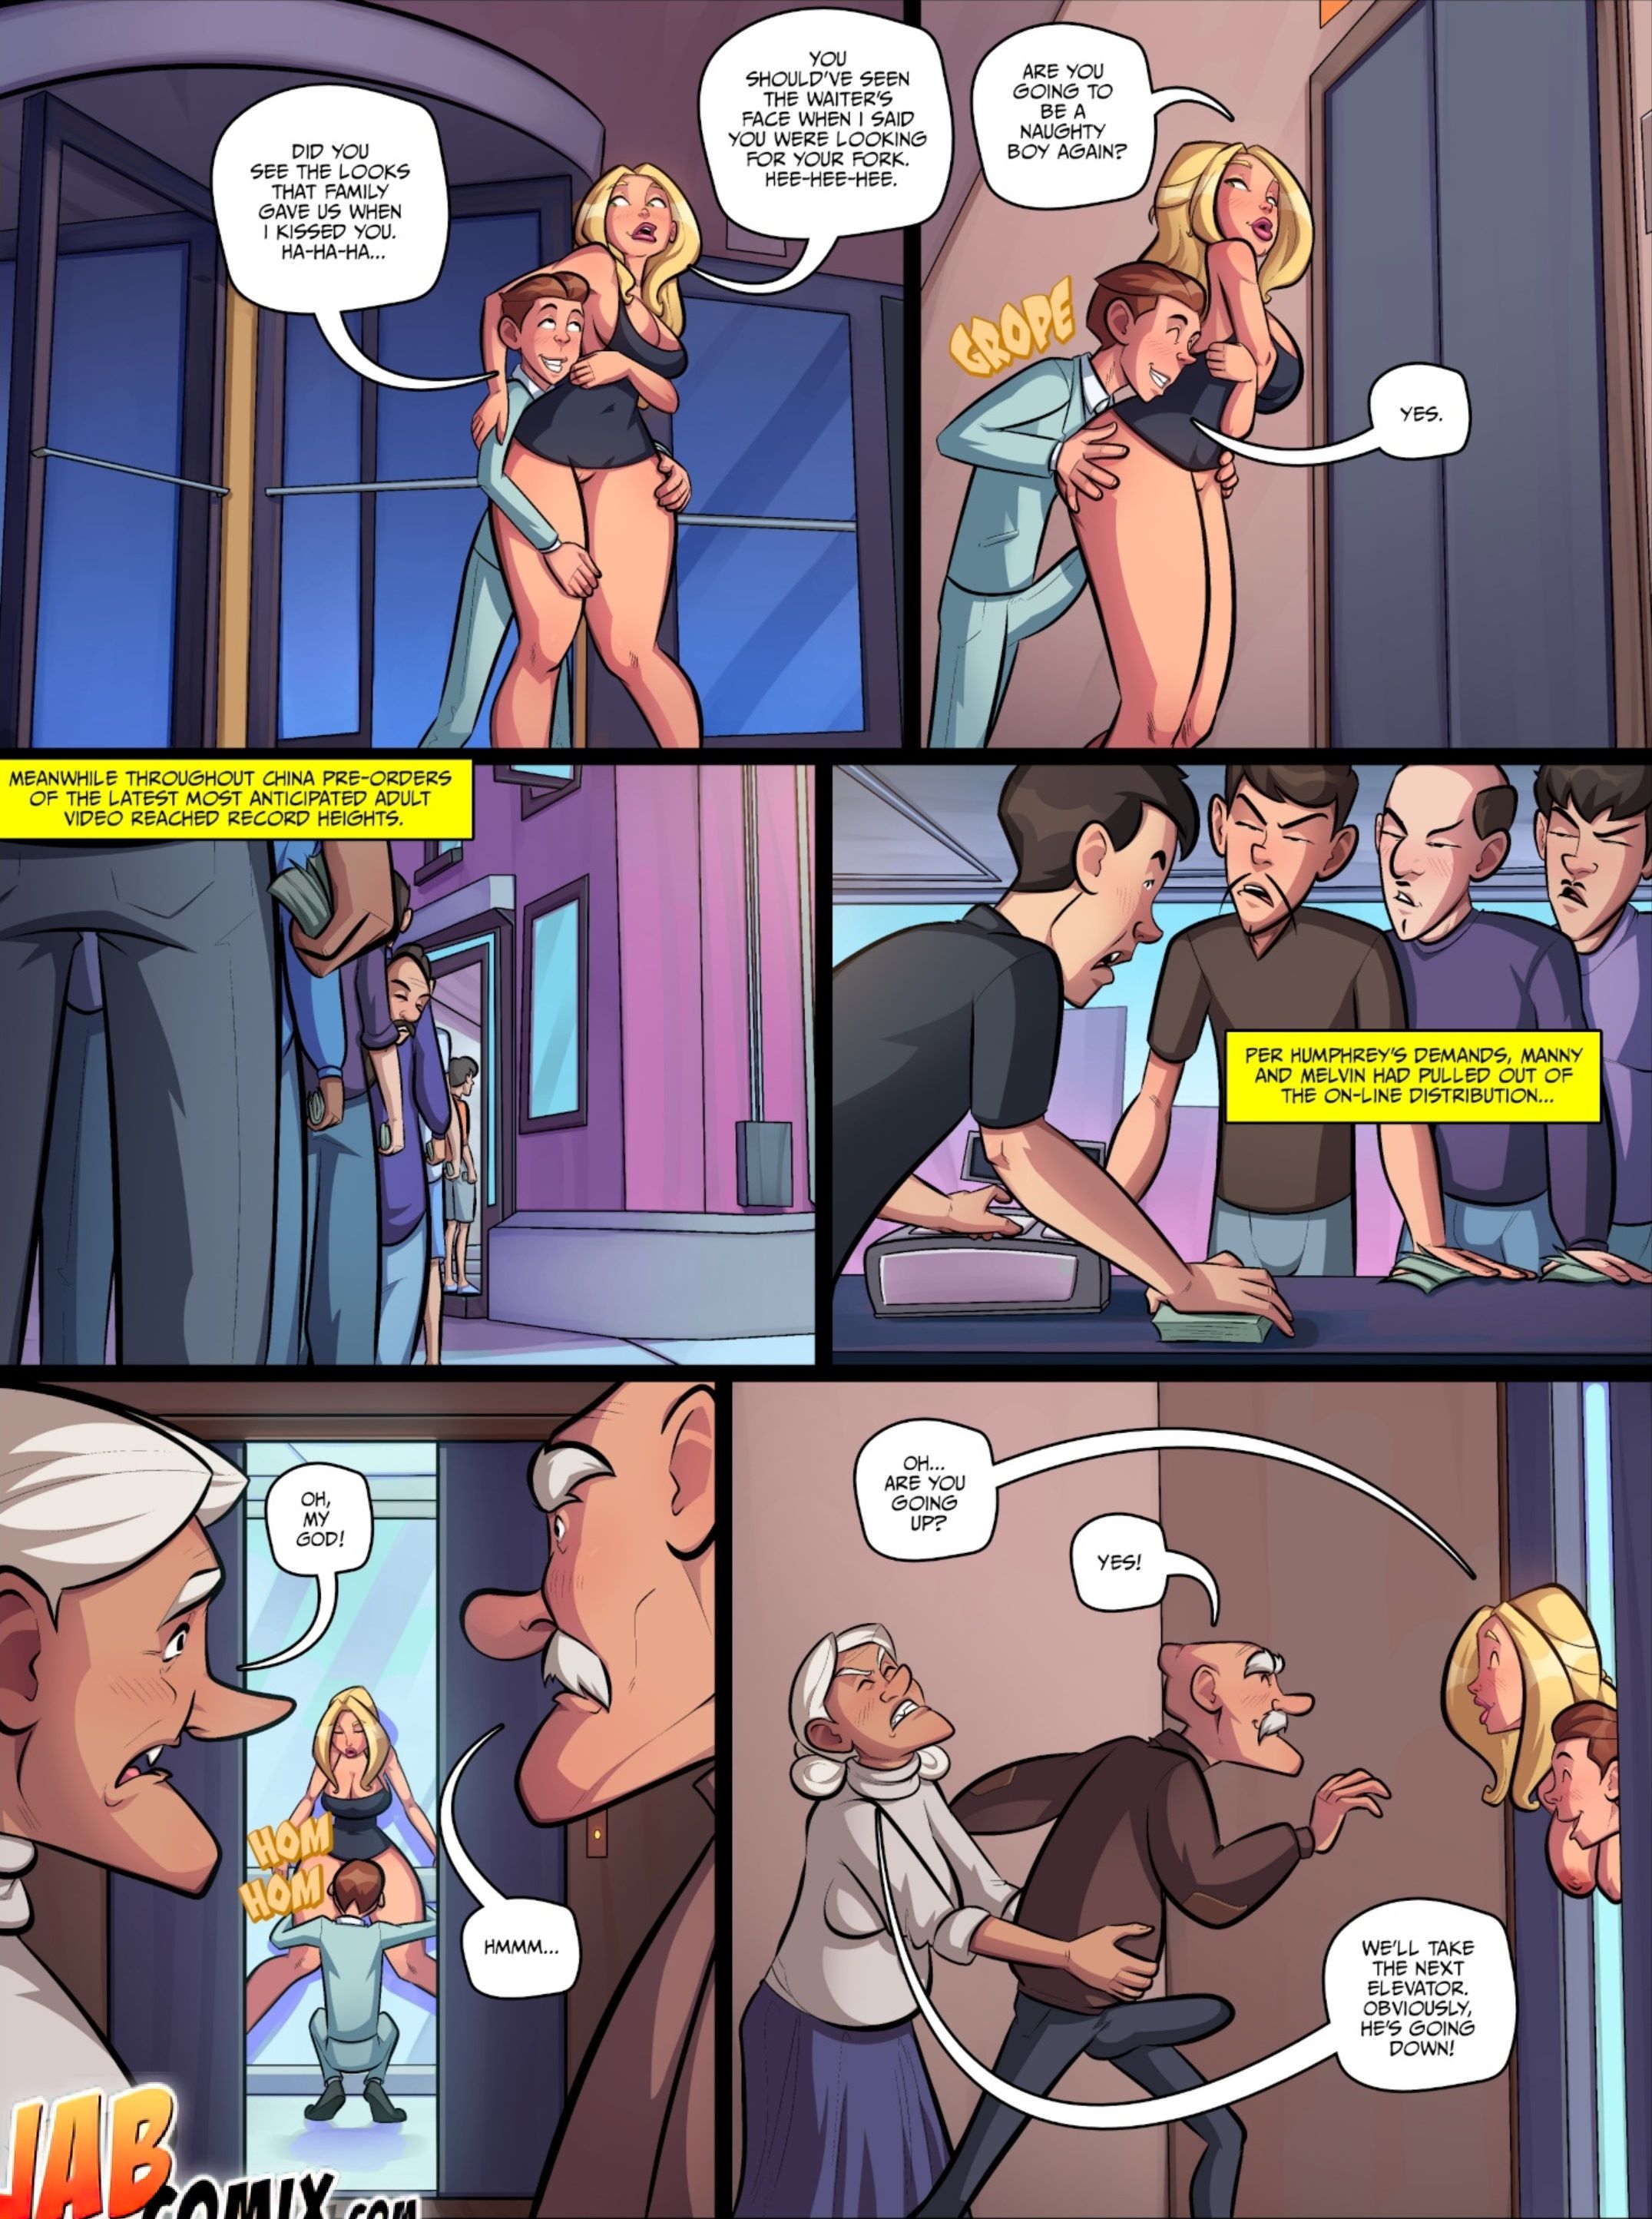 DID YOU
SEE THE LOOKS
THAT FAMILY
GAVE US WHEN
I KISSED YOU.
HA-HA-HA...
YOU
SHOULD'VE SEEN
THE WAITER'S
FACE WHEN I SAID
YOU WERE LOOKING
FOR YOUR FORK.
HEE-HEE-HEE.
ARE YOU
GOING TO
BE A
NAUGHTY
BOY AGAIN?
GROPE
YES.
MEANWHILE THROUGHOUT CHINA PRE-ORDERS
OF THE LATEST MOST ANTICIPATED ADULT
VIDEO REACHED RECORD HEIGHTS.
PER HUMPHREY'S DEMANDS, MANNY
AND MELVIN HAD PULLED OUT OF
THE ON-LINE DISTRIBUTION...
OH,
MY
GOD!
HOM
HOM
HMMM...
OH...
ARE YOU
GOING
UP?
YES!
WE'LL TAKE
THE NEXT
ELEVATOR.
OBVIOUSLY,
HE'S GOING
DOWN!
JAB
COMIX.COM